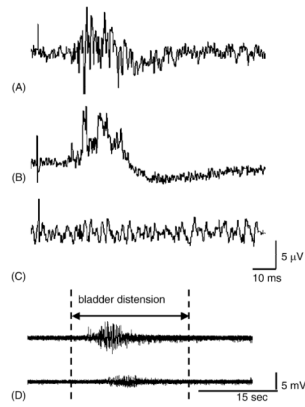 (A)
(B)
5 μV
10 ms
(C)
bladder distension
5 mV
15 sec
(D)